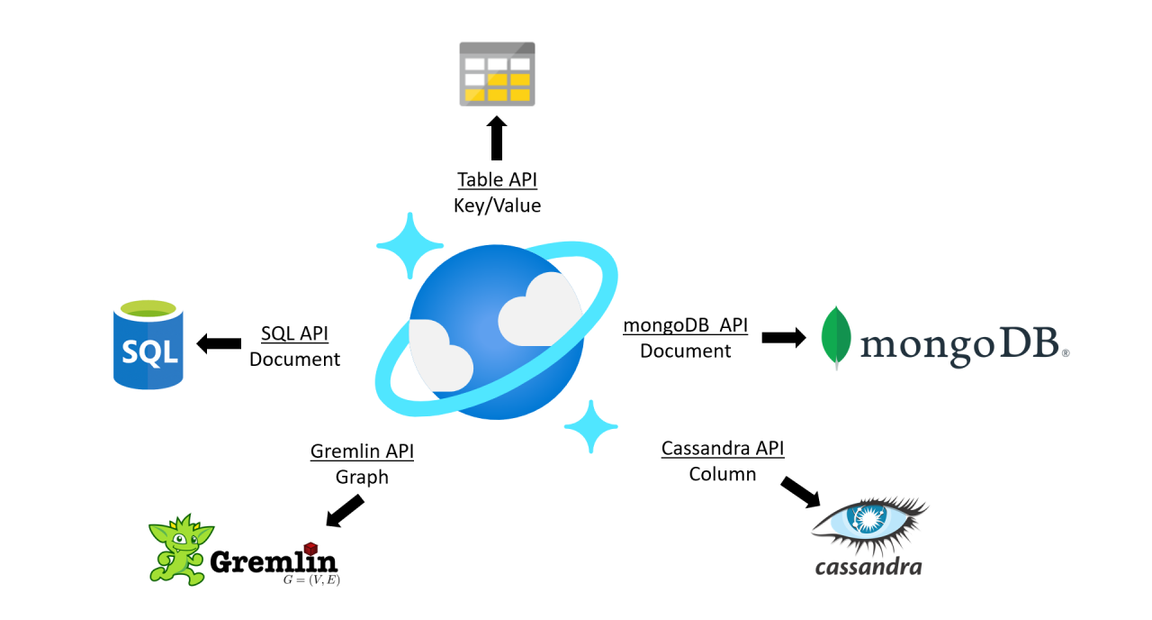 Table API
Key/Value
SQL
SQL API
Document
mongoDB API
Document
mongoDB®
Gremlin API
Graph
Cassandra API
Column
Gremlin
G = (V, E)
cassandra